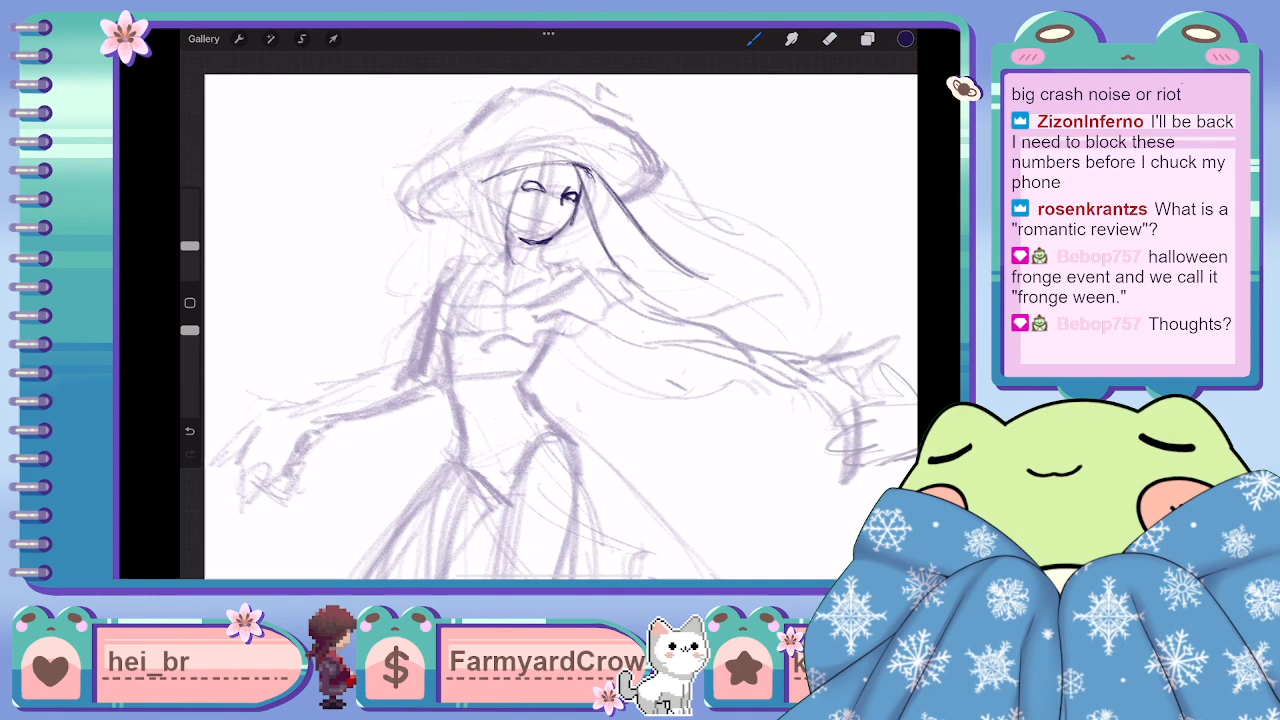 Gallery
big crash noise or riot
ZizonInferno I'll be back
I need to block these
numbers before I chuck my
phone
rosenkrantzs What is a
"romantic review"?
Bebop757 halloween
fronge event and we call it
"fronge ween."
Bebop757 Thoughts?
hei_br
$ FarmyardCrow